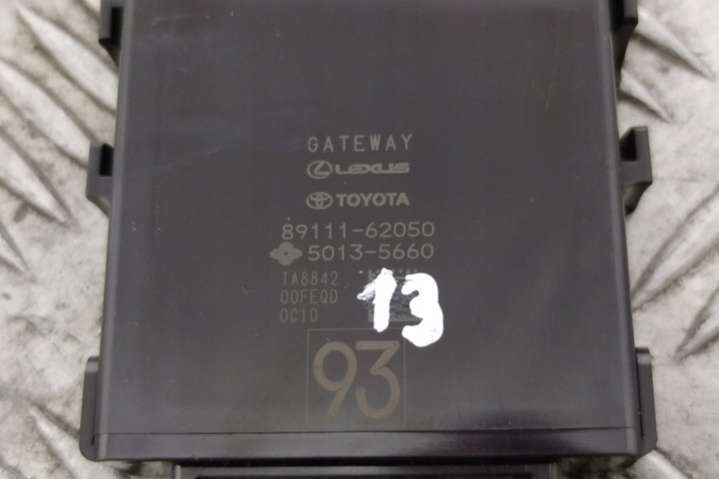 GATEWAY
LEXUS
TOYOTA
89111-62050
5013-5660
TA8842
00FEQD
0C10
13
93